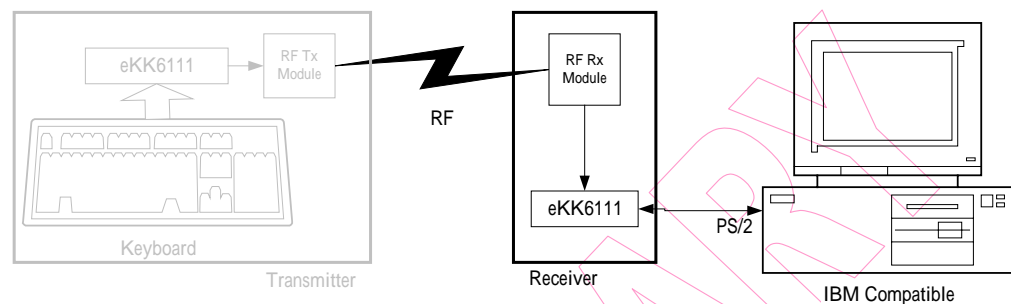 eKK6111
RF Tx
Module
RF
RF Rx
Module
eKK6111
PS/2
Keyboard
Transmitter
Receiver
IBM Compatible